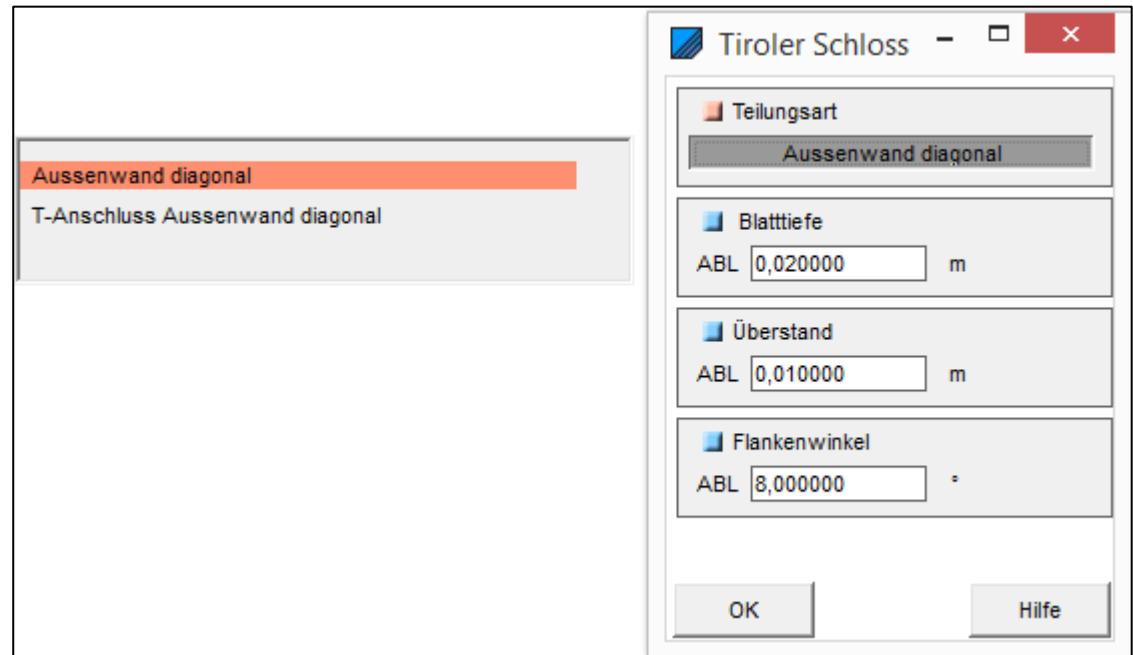 Aussenwand diagonal
T-Anschluss Aussenwand diagonal
Tiroler Schloss
Teilungsart
Aussenwand diagonal
Blatttiefe
ABL 0,020000 m
Überstand
ABL 0,010000 m
Flankenwinkel
ABL 8,000000 °
OK Hilfe